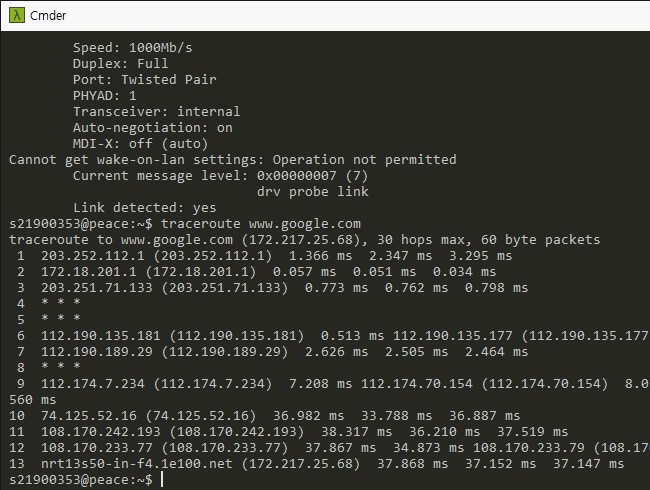 Cmder
Speed: 1000Mb/s
Duplex: Full
Port: Twisted Pair
PHYAD: 1
Transceiver: internal
Auto-negotiation: on
MDI-X: off (auto)
Cannot get wake-on-lan settings: Operation not permitted
Current message level: 0x00000007 (7)
drv probe link
Link detected: yes
s21900353@peace:~$ traceroute www.google.com
traceroute to www.google.com (172.217.25.68), 30 hops max, 60 byte packets
1  203.252.112.1 (203.252.112.1)  1.366 ms  2.347 ms  3.295 ms
2  172.18.201.1 (172.18.201.1)  0.057 ms  0.051 ms  0.034 ms
3  203.251.71.133 (203.251.71.133)  0.773 ms  0.762 ms  0.798 ms
4  * * *
5  * * *
6  112.190.135.181 (112.190.135.181)  0.513 ms 112.190.135.177 (112.190.135.177
7  112.190.189.29 (112.190.189.29)  2.626 ms  2.505 ms  2.464 ms
8  * * *
9  112.174.7.234 (112.174.7.234)  7.208 ms 112.174.70.154 (112.174.70.154)  8.0
560 ms
10  74.125.52.16 (74.125.52.16)  36.982 ms  33.788 ms  36.887 ms
11  108.170.242.193 (108.170.242.193)  38.317 ms  36.210 ms  37.519 ms
12  108.170.233.77 (108.170.233.77)  37.867 ms  34.873 ms 108.170.233.79 (108.17
13  nrt13s50-in-f4.1e100.net (172.217.25.68)  37.868 ms  37.152 ms  37.147 ms
s21900353@peace:~$